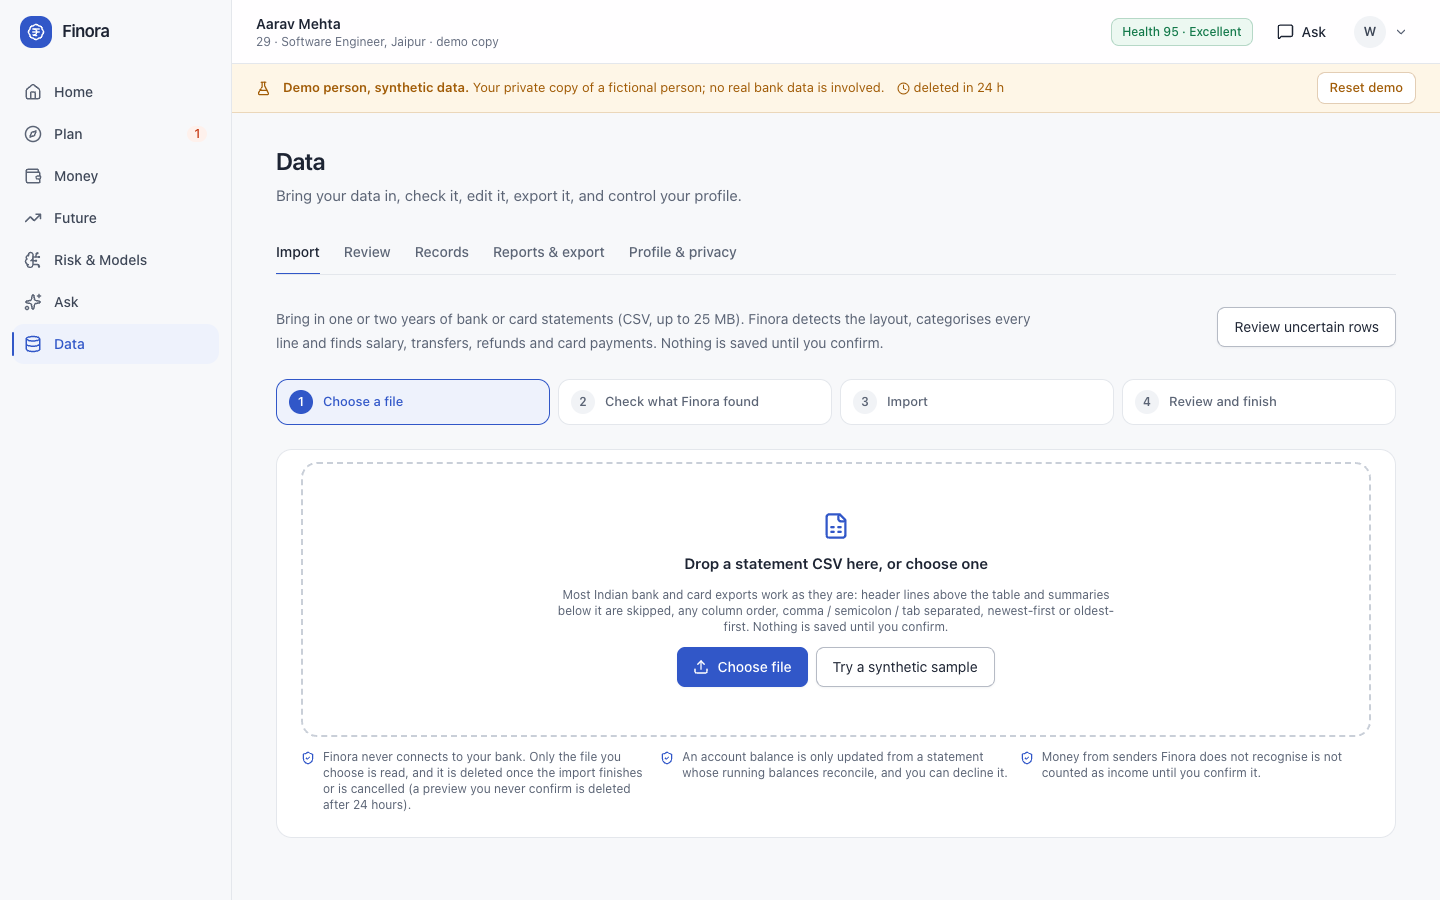 Finora
Home
Plan
1
Money
Future
Risk & Models
Ask
Data
Aarav Mehta
29 · Software Engineer, Jaipur · demo copy
Health 95 · Excellent
Ask
W
Demo person, synthetic data. Your private copy of a fictional person; no real bank data is involved. deleted in 24 h
Reset demo
Data
Bring your data in, check it, edit it, export it, and control your profile.
Import Review Records Reports & export Profile & privacy
Bring in one or two years of bank or card statements (CSV, up to 25 MB). Finora detects the layout, categorises every
line and finds salary, transfers, refunds and card payments. Nothing is saved until you confirm.
Review uncertain rows
1 Choose a file
2 Check what Finora found
3 Import
4 Review and finish
Drop a statement CSV here, or choose one
Most Indian bank and card exports work as they are: header lines above the table and summaries
below it are skipped, any column order, comma / semicolon / tab separated, newest-first or oldest-
first. Nothing is saved until you confirm.
Choose file
Try a synthetic sample
Finora never connects to your bank. Only the file you
choose is read, and it is deleted once the import finishes
or is cancelled (a preview you never confirm is deleted
after 24 hours).
An account balance is only updated from a statement
whose running balances reconcile, and you can decline it.
Money from senders Finora does not recognise is not
counted as income until you confirm it.